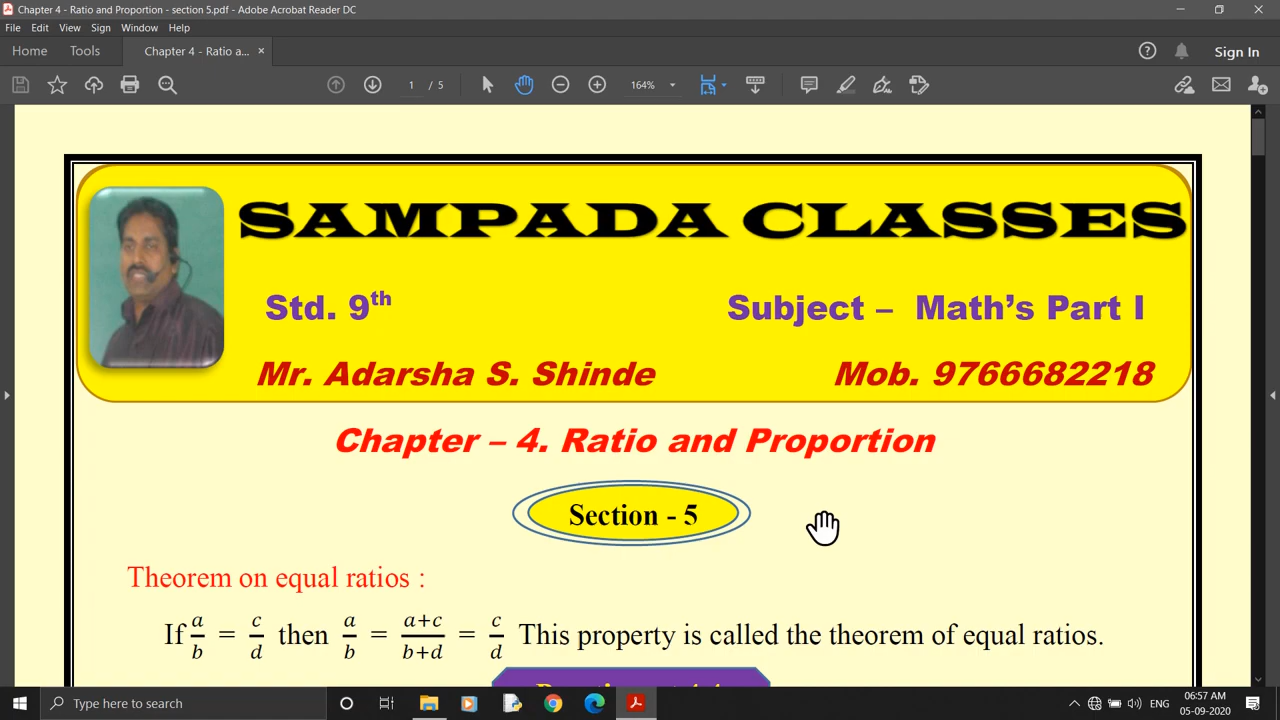 Chapter 4 - Ratio and Proportion - section 5.pdf - Adobe Acrobat Reader DC
File Edit View Sign Window Help
Home Tools Chapter 4 - Ratio a... × Sign In
1 / 5 164%
SAMPADA CLASSES
Std. 9th Subject – Math’s Part I
Mr. Adarsha S. Shinde Mob. 9766682218
Chapter – 4. Ratio and Proportion
Section - 5
Theorem on equal ratios :
If a/b = c/d then a/b = a+c/b+d = c/d This property is called the theorem of equal ratios.
Type here to search ENG 06:57 AM
05-09-2020